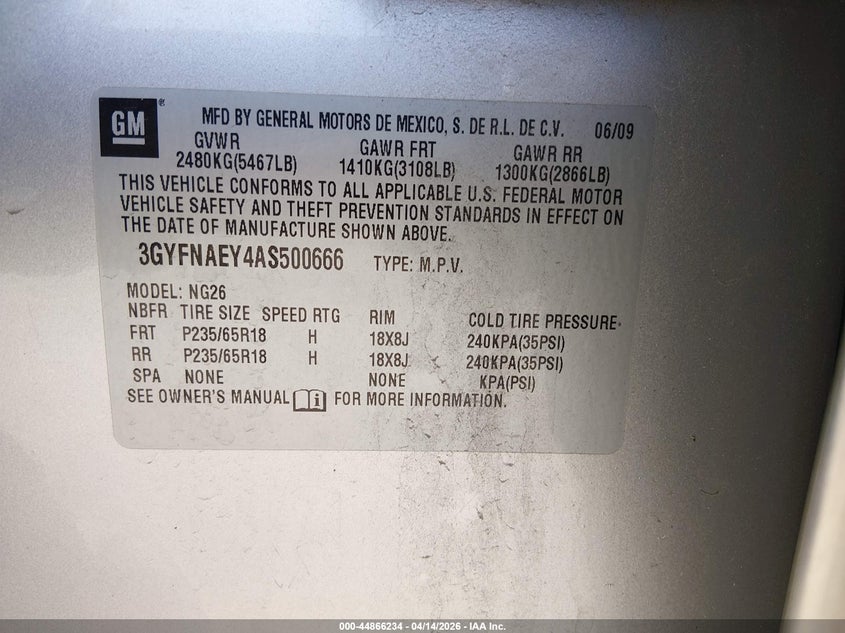 GM
MFD BY GENERAL MOTORS DE MEXICO, S. DE R.L. DE C.V. 06/09
GVWR GAWR FRT GAWR RR
2480KG(5467LB) 1410KG(3108LB) 1300KG(2866LB)
THIS VEHICLE CONFORMS TO ALL APPLICABLE U.S. FEDERAL MOTOR
VEHICLE SAFETY AND THEFT PREVENTION STANDARDS IN EFFECT ON
THE DATE OF MANUFACTURE SHOWN ABOVE.
3GYFNAEY4AS500666 TYPE: M.P.V.
MODEL: NG26
NBFR TIRE SIZE SPEED RTG RIM COLD TIRE PRESSURE
FRT P235/65R18 H 18X8J 240KPA(35PSI)
RR P235/65R18 H 18X8J 240KPA(35PSI)
SPA NONE NONE KPA(PSI)
SEE OWNER'S MANUAL FOR MORE INFORMATION.
000-44866234 - 04/14/2026 - IAA Inc.